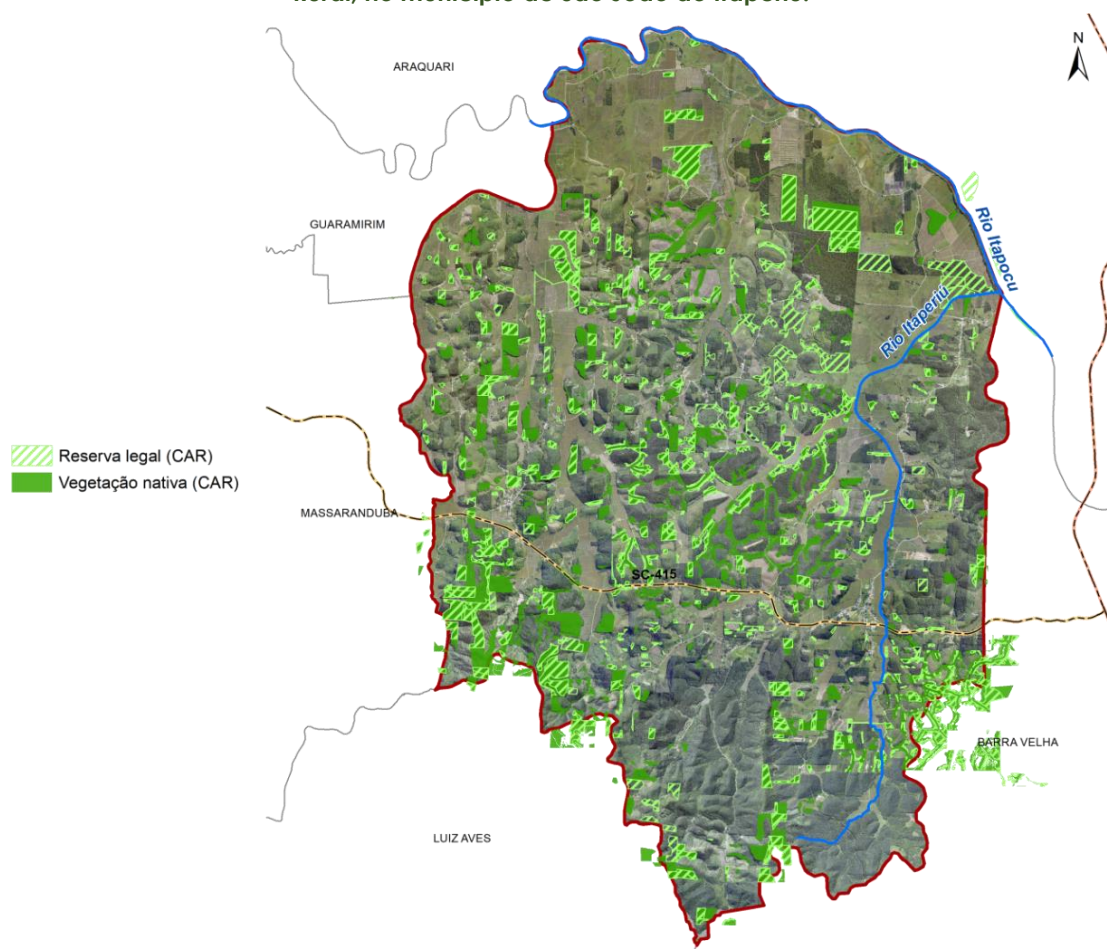 ARAQUARI
N
GUARAMIRIM
Rio Itapocu
Rio Itaperiú
Reserva legal (CAR)
Vegetação nativa (CAR)
MASSARANDUBA
SC-415
BARRA VELHA
LUIZ AVES